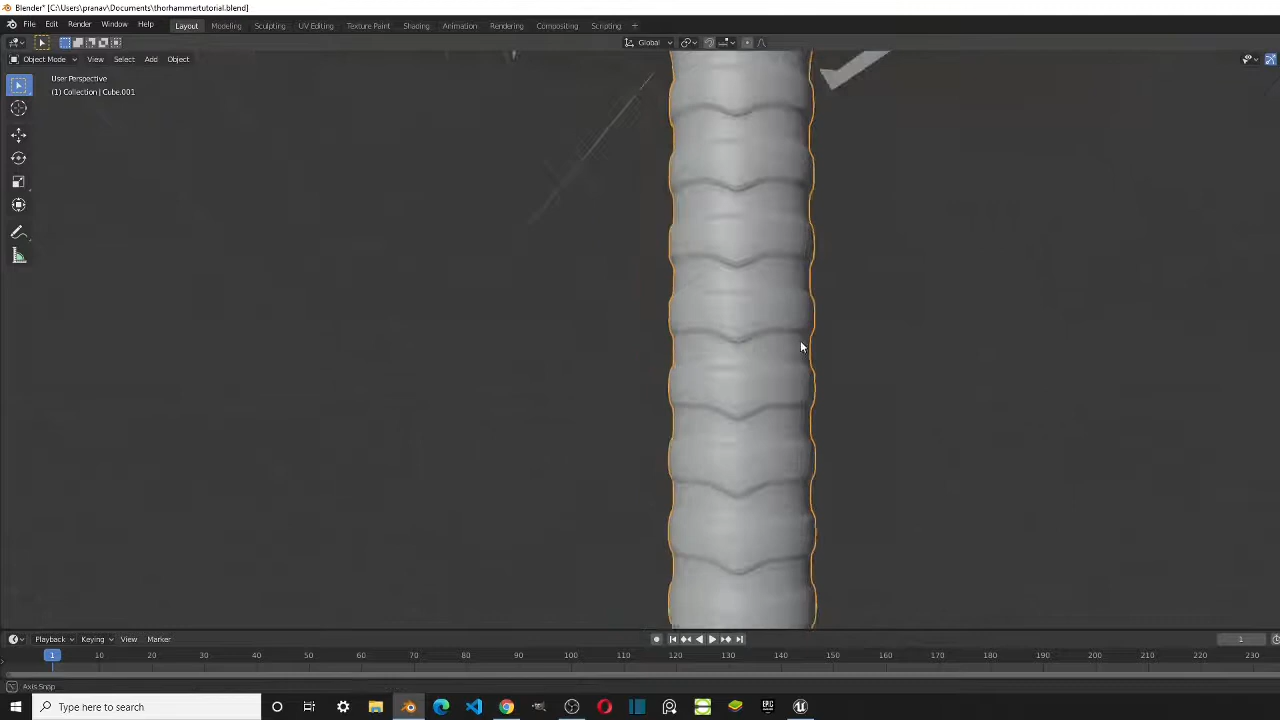 Blender* [C:\Users\pranav\Documents\thorhammertutorial.blend]
File Edit Render Window Help Layout Modeling Sculpting UV Editing Texture Paint Shading Animation Rendering Compositing Scripting +
Global
Object Mode View Select Add Object
User Perspective
(1) Collection | Cube.001
Playback Keying View Marker 1
1 10 20 30 40 50 60 70 80 90 100 110 120 130 140 150 160 170 180 190 200 210 220 230
Axis Snap
Type here to search